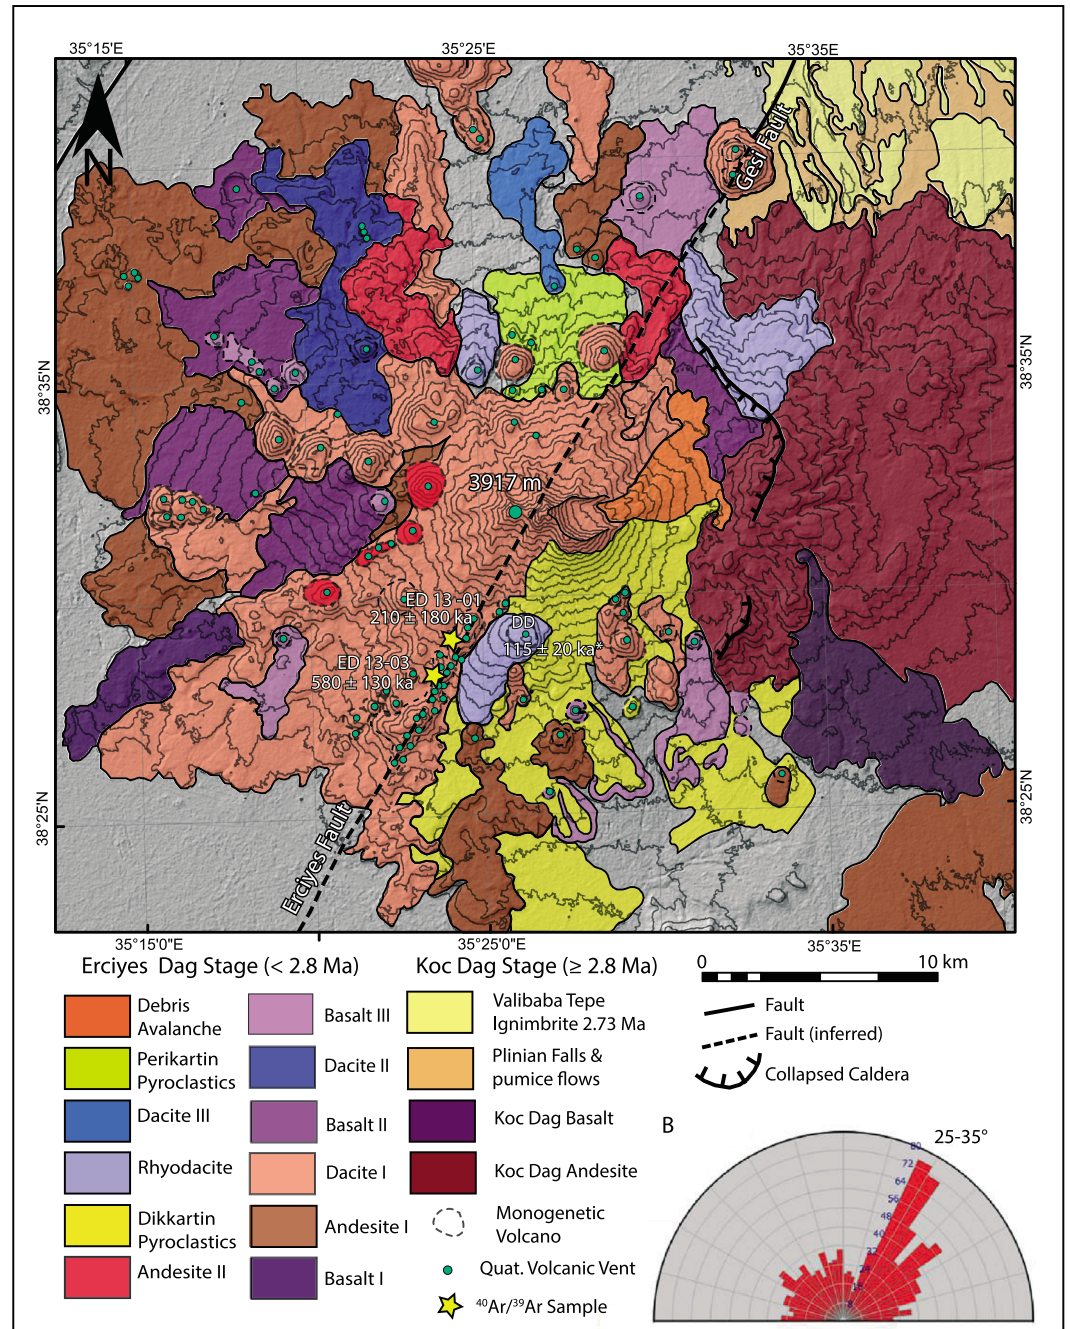 35°15'E
35°25'E
35°35E
N
Gesi Fault
38°35'N
38°35'N
3917 m
ED 13 -01
210 ± 180 ka
DD
115 ± 20 ka*
ED 13-03
580 ± 130 ka
38°25'N
38°25'N
Erciyes Fault
35°15'0"E
35°25'0"E
35°35'E
Erciyes Dag Stage (< 2.8 Ma)
Koc Dag Stage (≥ 2.8 Ma)
0
10 km
Debris
Avalanche
Basalt III
Valibaba Tepe
Ignimbrite 2.73 Ma
Fault
Perikartin
Pyroclastics
Dacite II
Plinian Falls &
pumice flows
Fault (inferred)
Collapsed Caldera
Dacite III
Basalt II
Koc Dag Basalt
Rhyodacite
Dacite I
Koc Dag Andesite
Dikkartin
Pyroclastics
Andesite I
Monogenetic
Volcano
Andesite II
Basalt I
Quat. Volcanic Vent
⁴⁰Ar/³⁹Ar Sample
B
25-35°
80
72
64
56
48
40
32
24
16
8